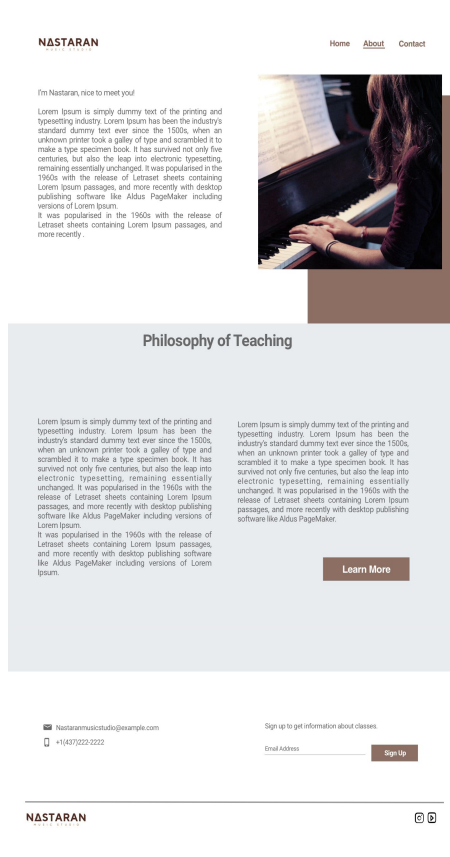 NASTARAN
MUSIC STUDIO
Home About Contact
I'm Nastaran, nice to meet you!
Lorem Ipsum is simply dummy text of the printing and
typesetting industry. Lorem Ipsum has been the industry's
standard dummy text ever since the 1500s, when an
unknown printer took a galley of type and scrambled it to
make a type specimen book. It has survived not only five
centuries, but also the leap into electronic typesetting,
remaining essentially unchanged. It was popularised in the
1960s with the release of Letraset sheets containing
Lorem Ipsum passages, and more recently with desktop
publishing software like Aldus PageMaker including
versions of Lorem Ipsum.
It was popularised in the 1960s with the release of
Letraset sheets containing Lorem Ipsum passages, and
more recently .
Philosophy of Teaching
Lorem Ipsum is simply dummy text of the printing and
typesetting industry. Lorem Ipsum has been the
industry's standard dummy text ever since the 1500s,
when an unknown printer took a galley of type and
scrambled it to make a type specimen book. It has
survived not only five centuries, but also the leap into
electronic typesetting, remaining essentially
unchanged. It was popularised in the 1960s with the
release of Letraset sheets containing Lorem Ipsum
passages, and more recently with desktop publishing
software like Aldus PageMaker including versions of
Lorem Ipsum.
It was popularised in the 1960s with the release of
Letraset sheets containing Lorem Ipsum passages,
and more recently with desktop publishing software
like Aldus PageMaker including versions of Lorem
Ipsum.
Lorem Ipsum is simply dummy text of the printing and
typesetting industry. Lorem Ipsum has been the
industry's standard dummy text ever since the 1500s,
when an unknown printer took a galley of type and
scrambled it to make a type specimen book. It has
survived not only five centuries, but also the leap into
electronic typesetting, remaining essentially
unchanged. It was popularised in the 1960s with the
release of Letraset sheets containing Lorem Ipsum
passages, and more recently with desktop publishing
software like Aldus PageMaker.
Learn More
Nastaranmusicstudio@example.com
+1(437)222-2222
Sign up to get information about classes.
Email Address
Sign Up
NASTARAN
MUSIC STUDIO